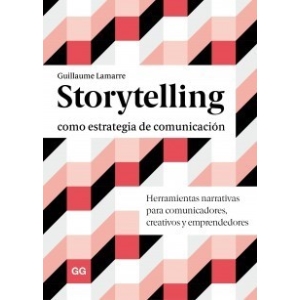 Guillaume Lamarre
Storytelling
como estrategia de comunicación
Herramientas narrativas
para comunicadores,
creativos y emprendedores
GG